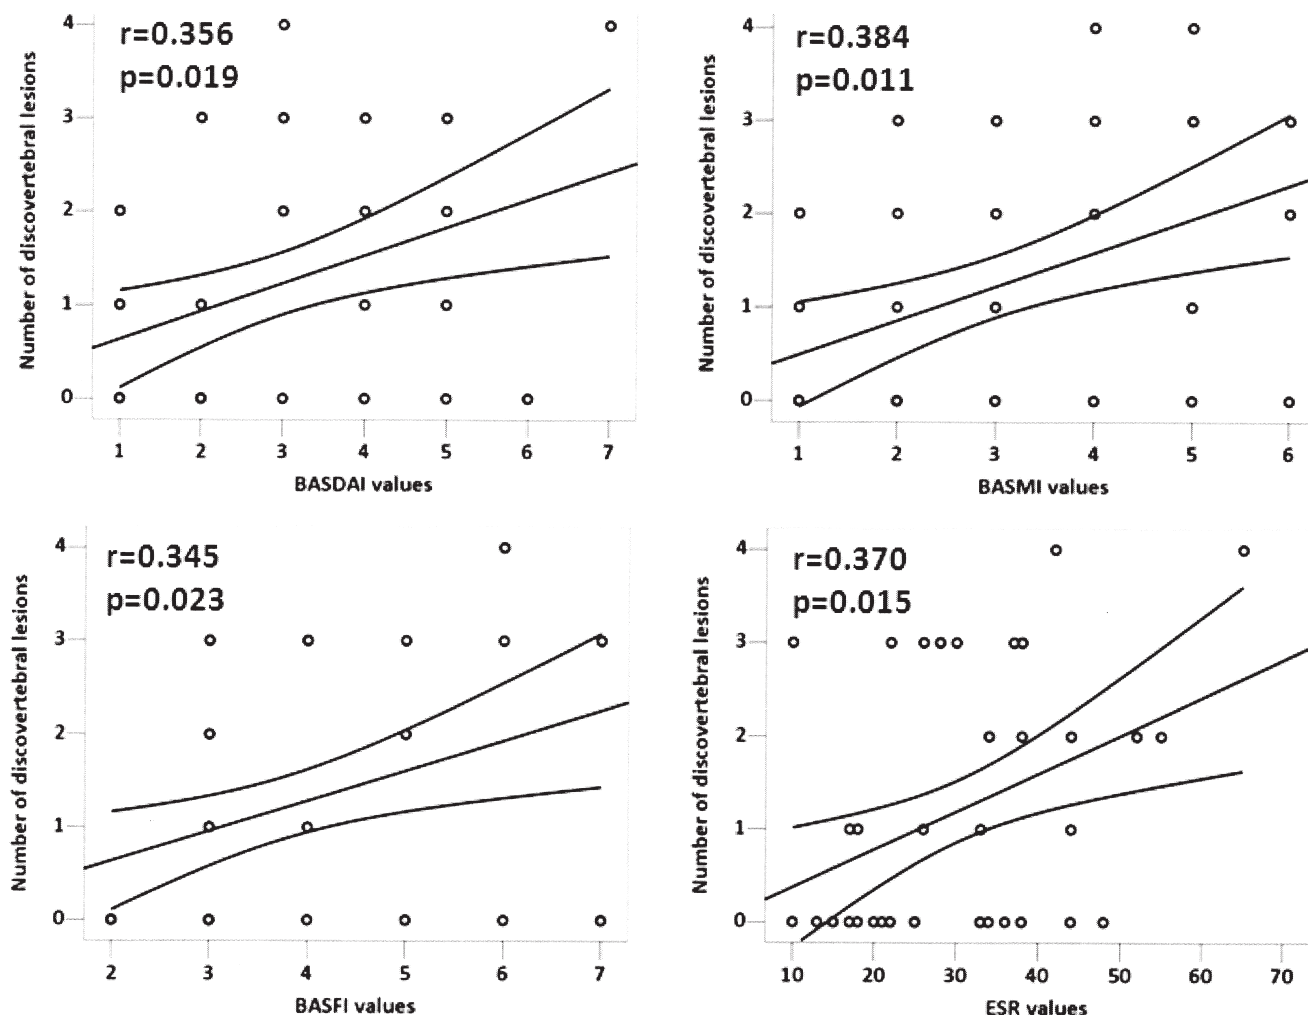 Number of discovertebral lesions
r=0.356
p=0.019
4
3
2
1
0
1 2 3 4 5 6 7
BASDAI values
Number of discovertebral lesions
r=0.384
p=0.011
4
3
2
1
0
1 2 3 4 5 6
BASMI values
Number of discovertebral lesions
r=0.345
p=0.023
4
3
2
1
0
2 3 4 5 6 7
BASFI values
Number of discovertebral lesions
r=0.370
p=0.015
4
3
2
1
0
10 20 30 40 50 60 70
ESR values